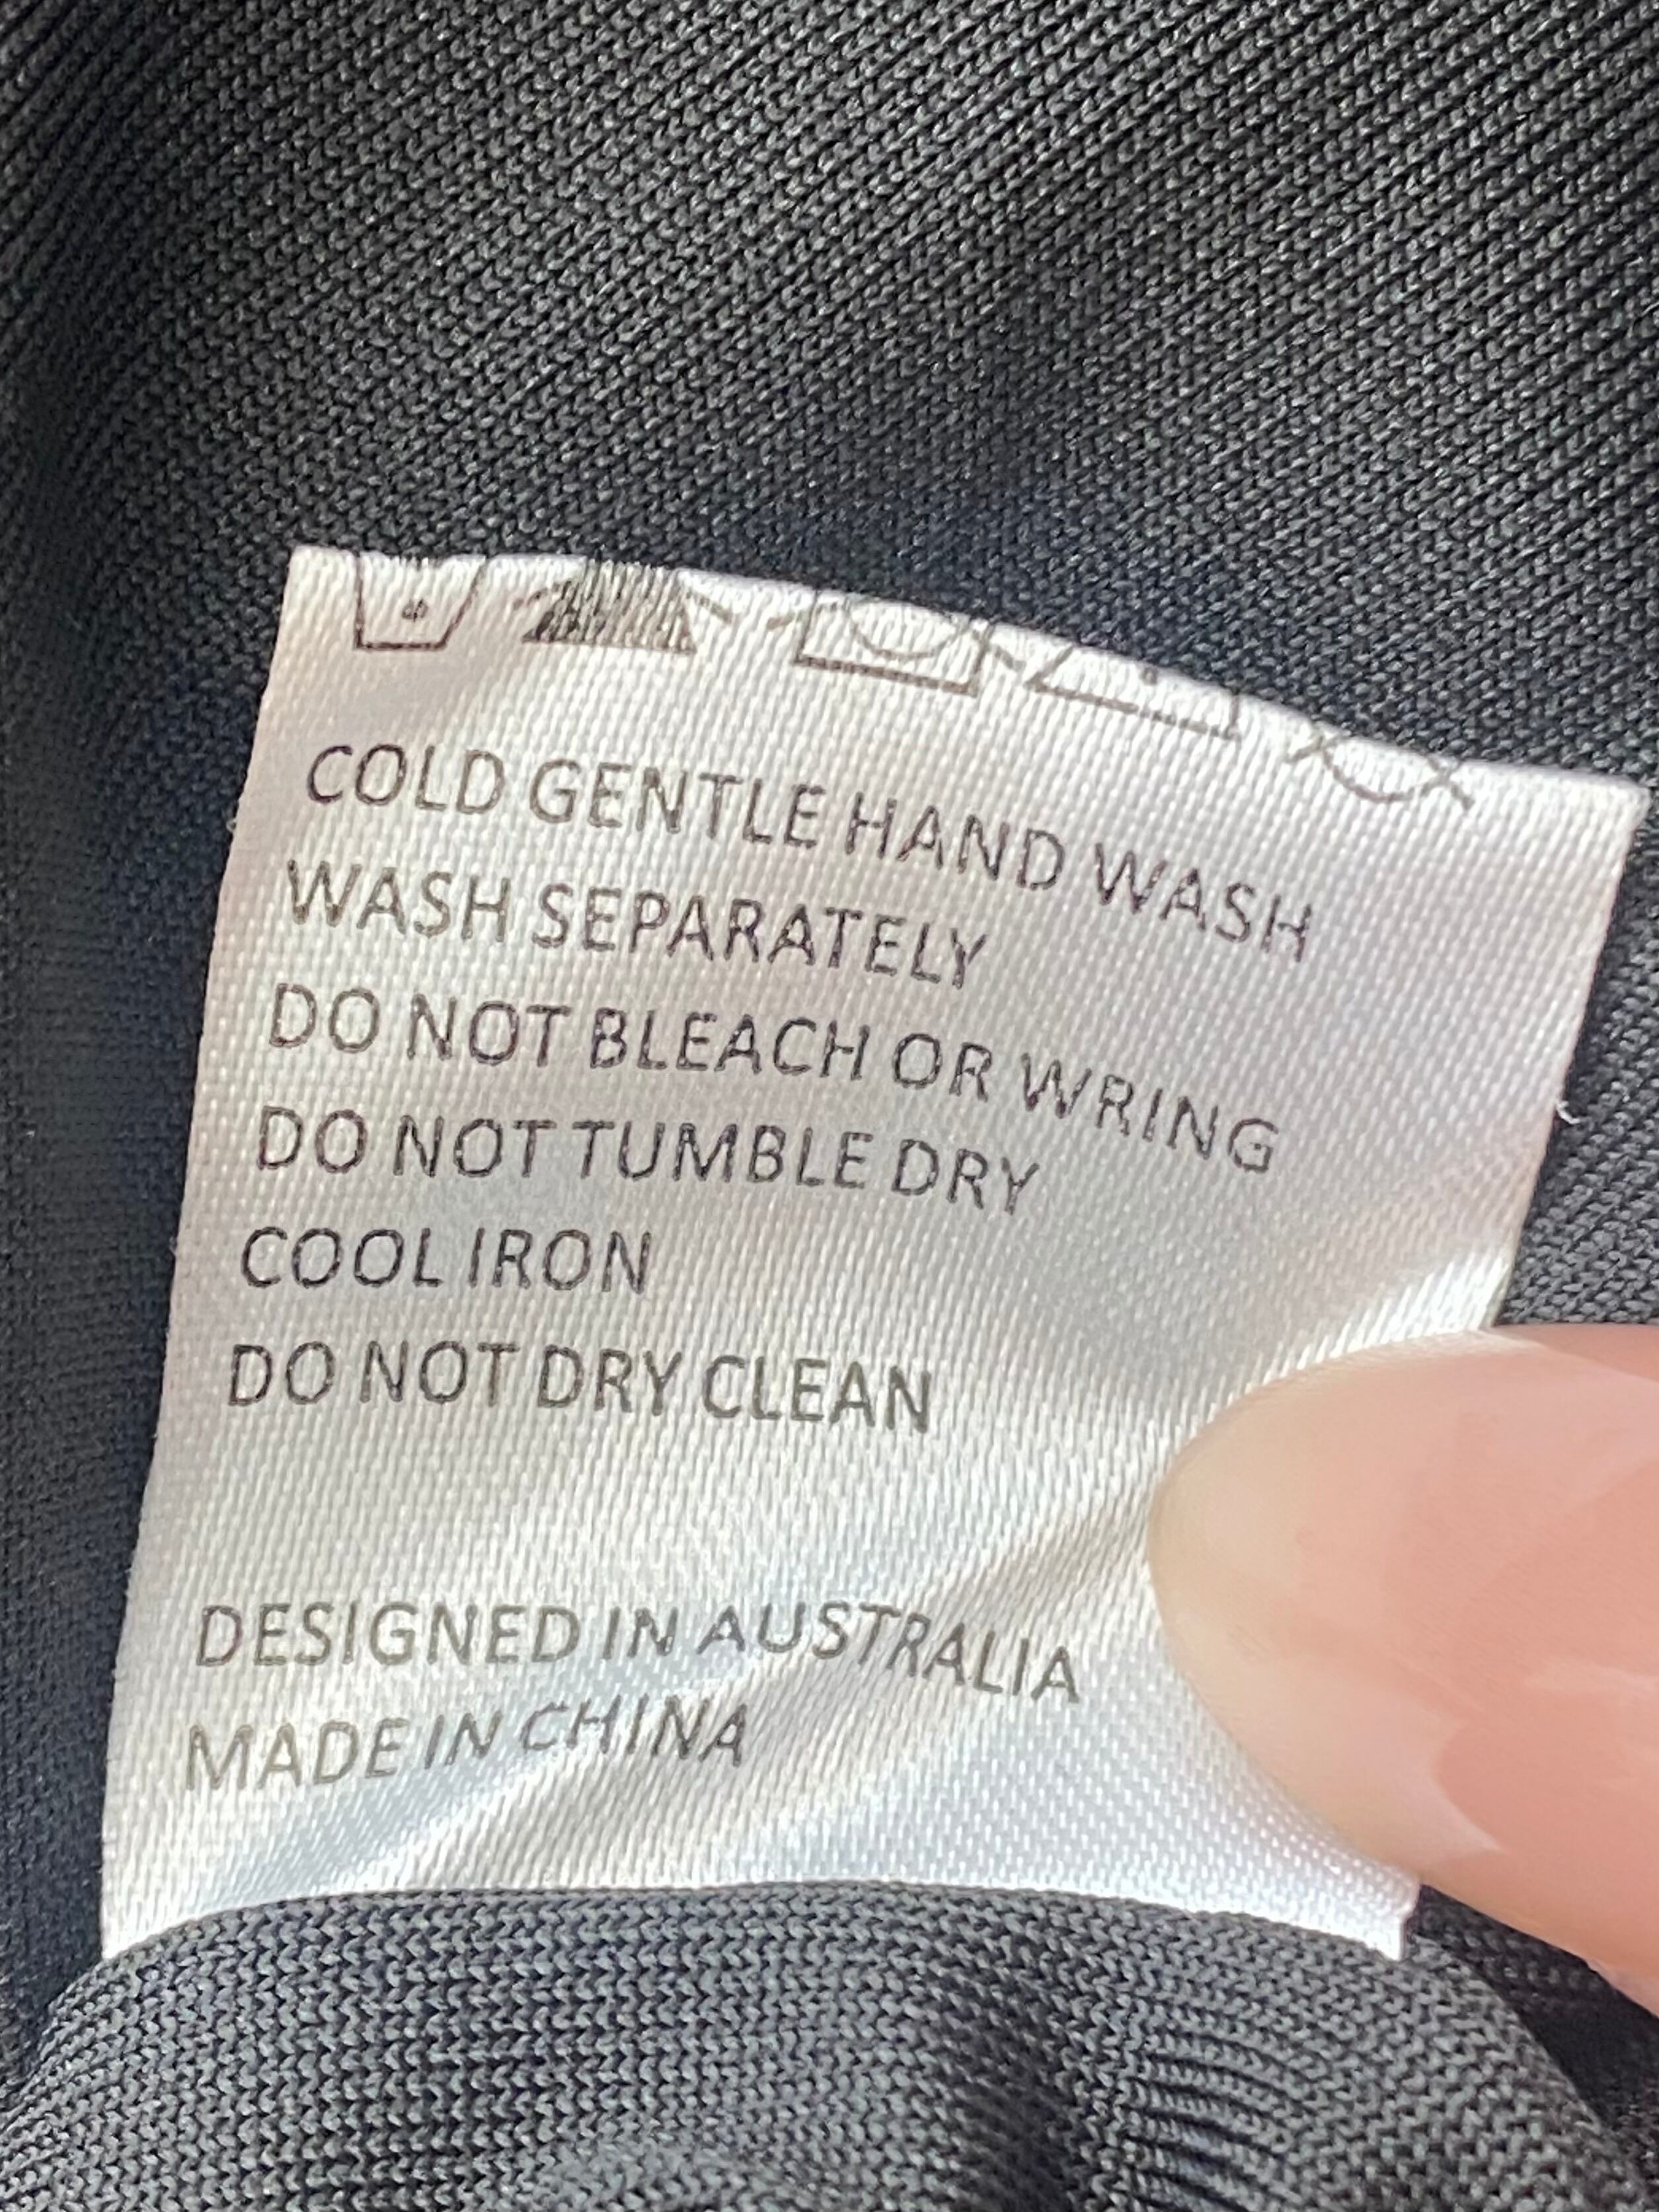 COLD GENTLE HAND WASH
WASH SEPARATELY
DO NOT BLEACH OR WRING
DO NOT TUMBLE DRY
COOL IRON
DO NOT DRY CLEAN
DESIGNED IN AUSTRALIA
MADE IN CHINA